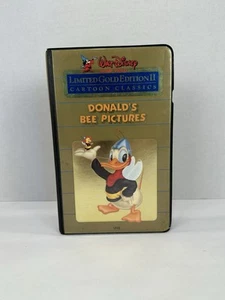 Walt Disney
LIMITED GOLD EDITION II
CARTOON CLASSICS
DONALD'S
BEE PICTURES